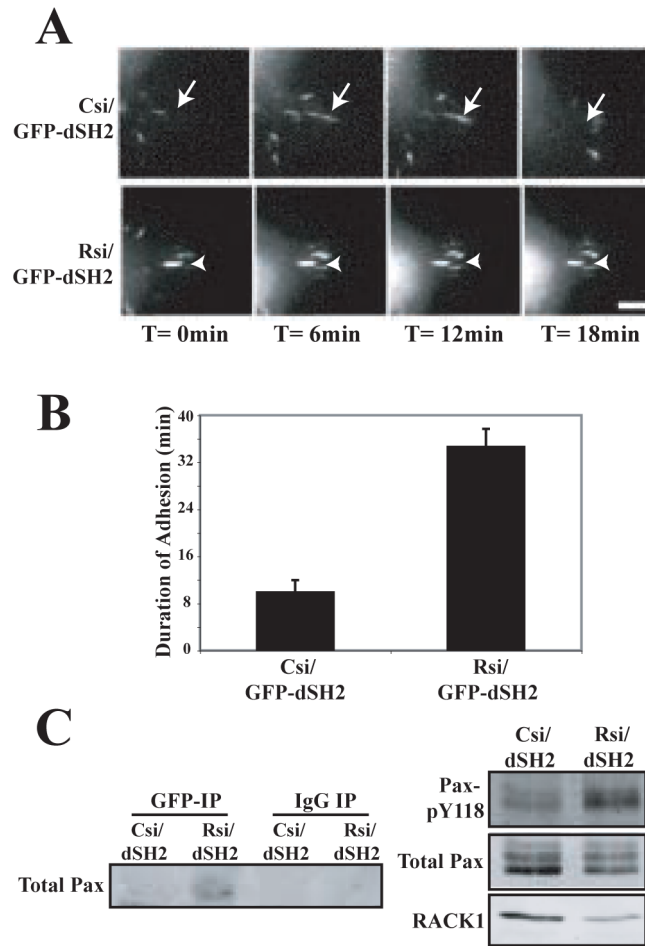 A
Csi/
GFP-dSH2
Rsi/
GFP-dSH2
T= 0min
T= 6min
T= 12min
T= 18min
B
Duration of Adhesion (min)
40
32
24
16
8
0
Csi/
GFP-dSH2
Rsi/
GFP-dSH2
C
GFP-IP
IgG IP
Csi/
dSH2
Rsi/
dSH2
Csi/
dSH2
Rsi/
dSH2
Total Pax
Csi/
dSH2
Rsi/
dSH2
Pax-
pY118
Total Pax
RACK1